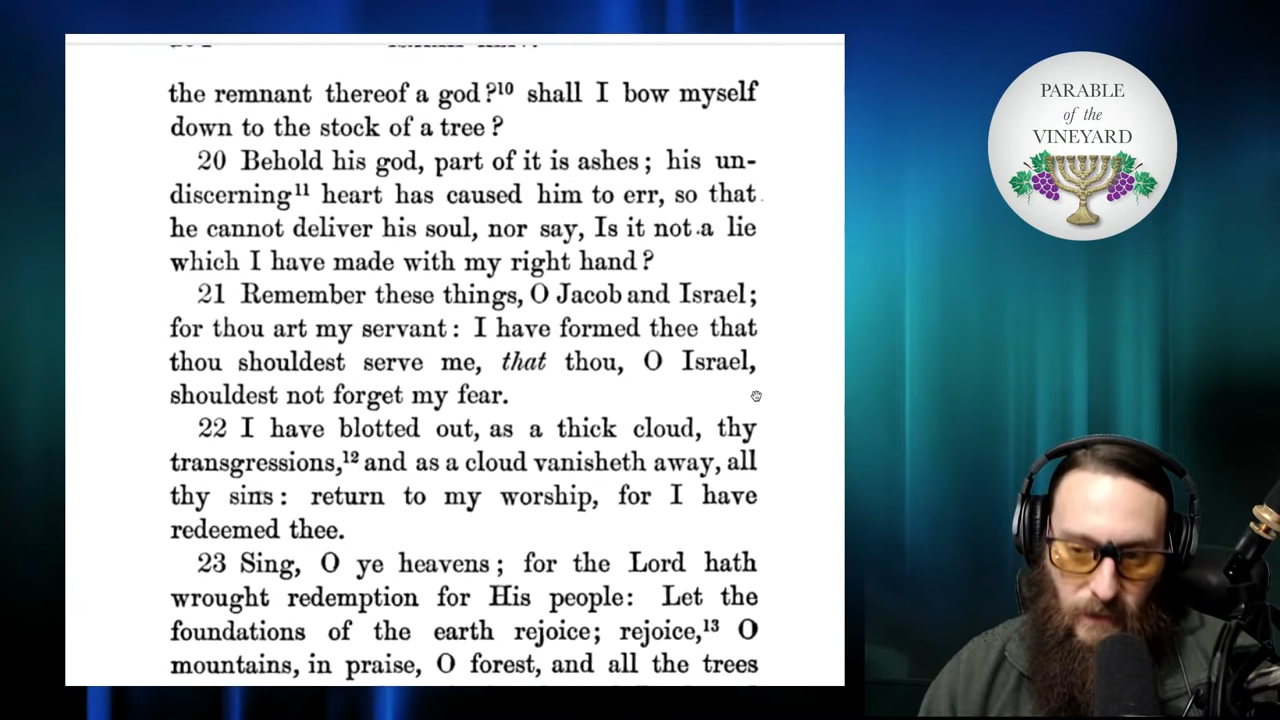 the remnant thereof a god?¹⁰ shall I bow myself
down to the stock of a tree?
20 Behold his god, part of it is ashes; his un-
discerning¹¹ heart has caused him to err, so that
he cannot deliver his soul, nor say, Is it not a lie
which I have made with my right hand?
21 Remember these things, O Jacob and Israel;
for thou art my servant: I have formed thee that
thou shouldest serve me, that thou, O Israel,
shouldest not forget my fear.
22 I have blotted out, as a thick cloud, thy
transgressions,¹² and as a cloud vanisheth away, all
thy sins: return to my worship, for I have
redeemed thee.
23 Sing, O ye heavens; for the Lord hath
wrought redemption for His people: Let the
foundations of the earth rejoice; rejoice,¹³ O
mountains, in praise, O forest, and all the trees
PARABLE
of the
VINEYARD